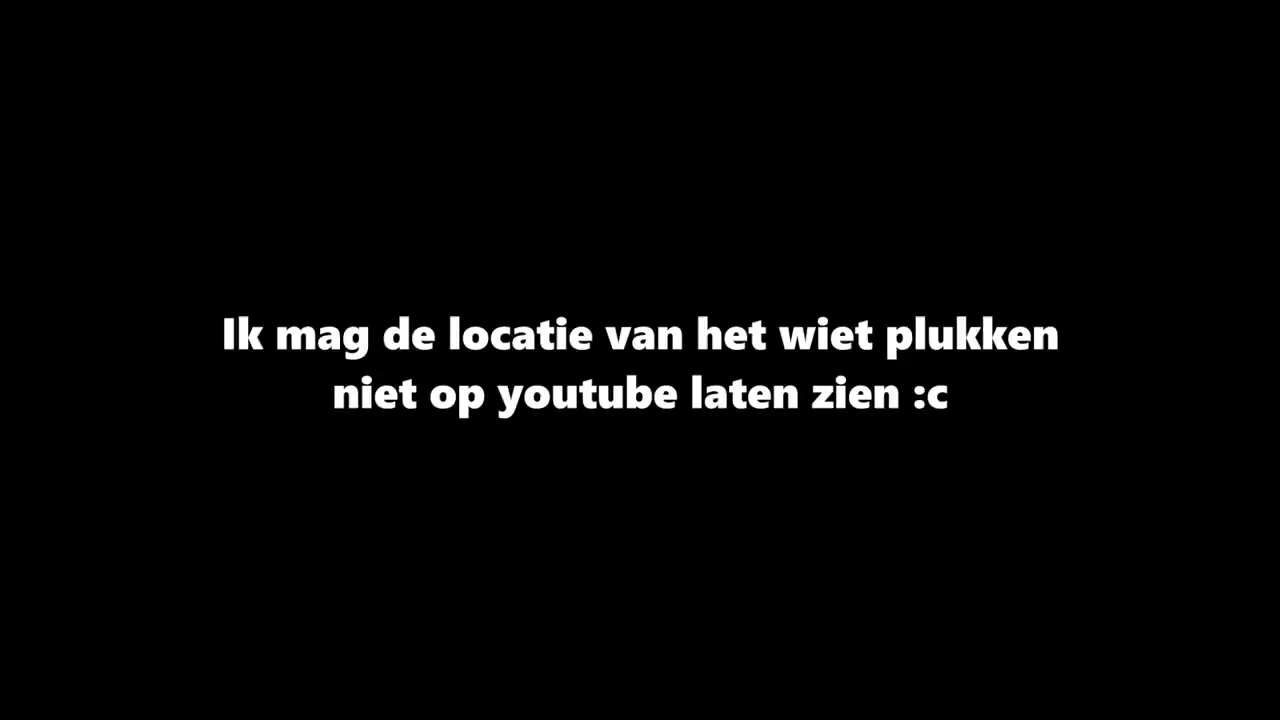 Ik mag de locatie van het wiet plukken
niet op youtube laten zien :c